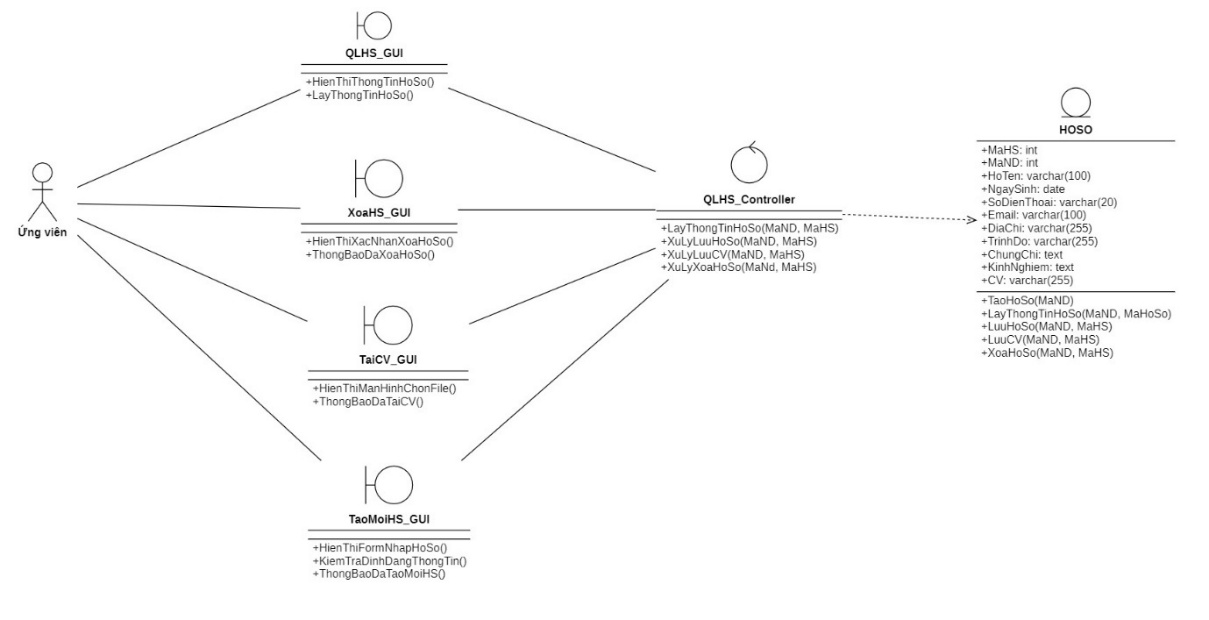 QLHS_GUI
+HienThiThongTinHoSo()
+LayThongTinHoSo()
Ứng viên
XoaHS_GUI
+HienThiXacNhanXoaHoSo()
+ThongBaoDaXoaHoSo()
TaiCV_GUI
+HienThiManHinhChonFile()
+ThongBaoDaTaiCV()
TaoMoiHS_GUI
+HienThiFormNhapHoSo()
+KiemTraDinhDangThongTin()
+ThongBaoDaTaoMoiHS()
QLHS_Controller
+LayThongTinHoSo(MaND, MaHS)
+XuLyLuuHoSo(MaND, MaHS)
+XuLyLuuCV(MaND, MaHS)
+XuLyXoaHoSo(MaNd, MaHS)
HOSO
+MaHS: int
+MaND: int
+HoTen: varchar(100)
+NgaySinh: date
+SoDienThoai: varchar(20)
+Email: varchar(100)
+DiaChi: varchar(255)
+TrinhDo: varchar(255)
+ChungChi: text
+KinhNghiem: text
+CV: varchar(255)
+TaoHoSo(MaND)
+LayThongTinHoSo(MaND, MaHoSo)
+LuuHoSo(MaND, MaHS)
+LuuCV(MaND, MaHS)
+XoaHoSo(MaND, MaHS)